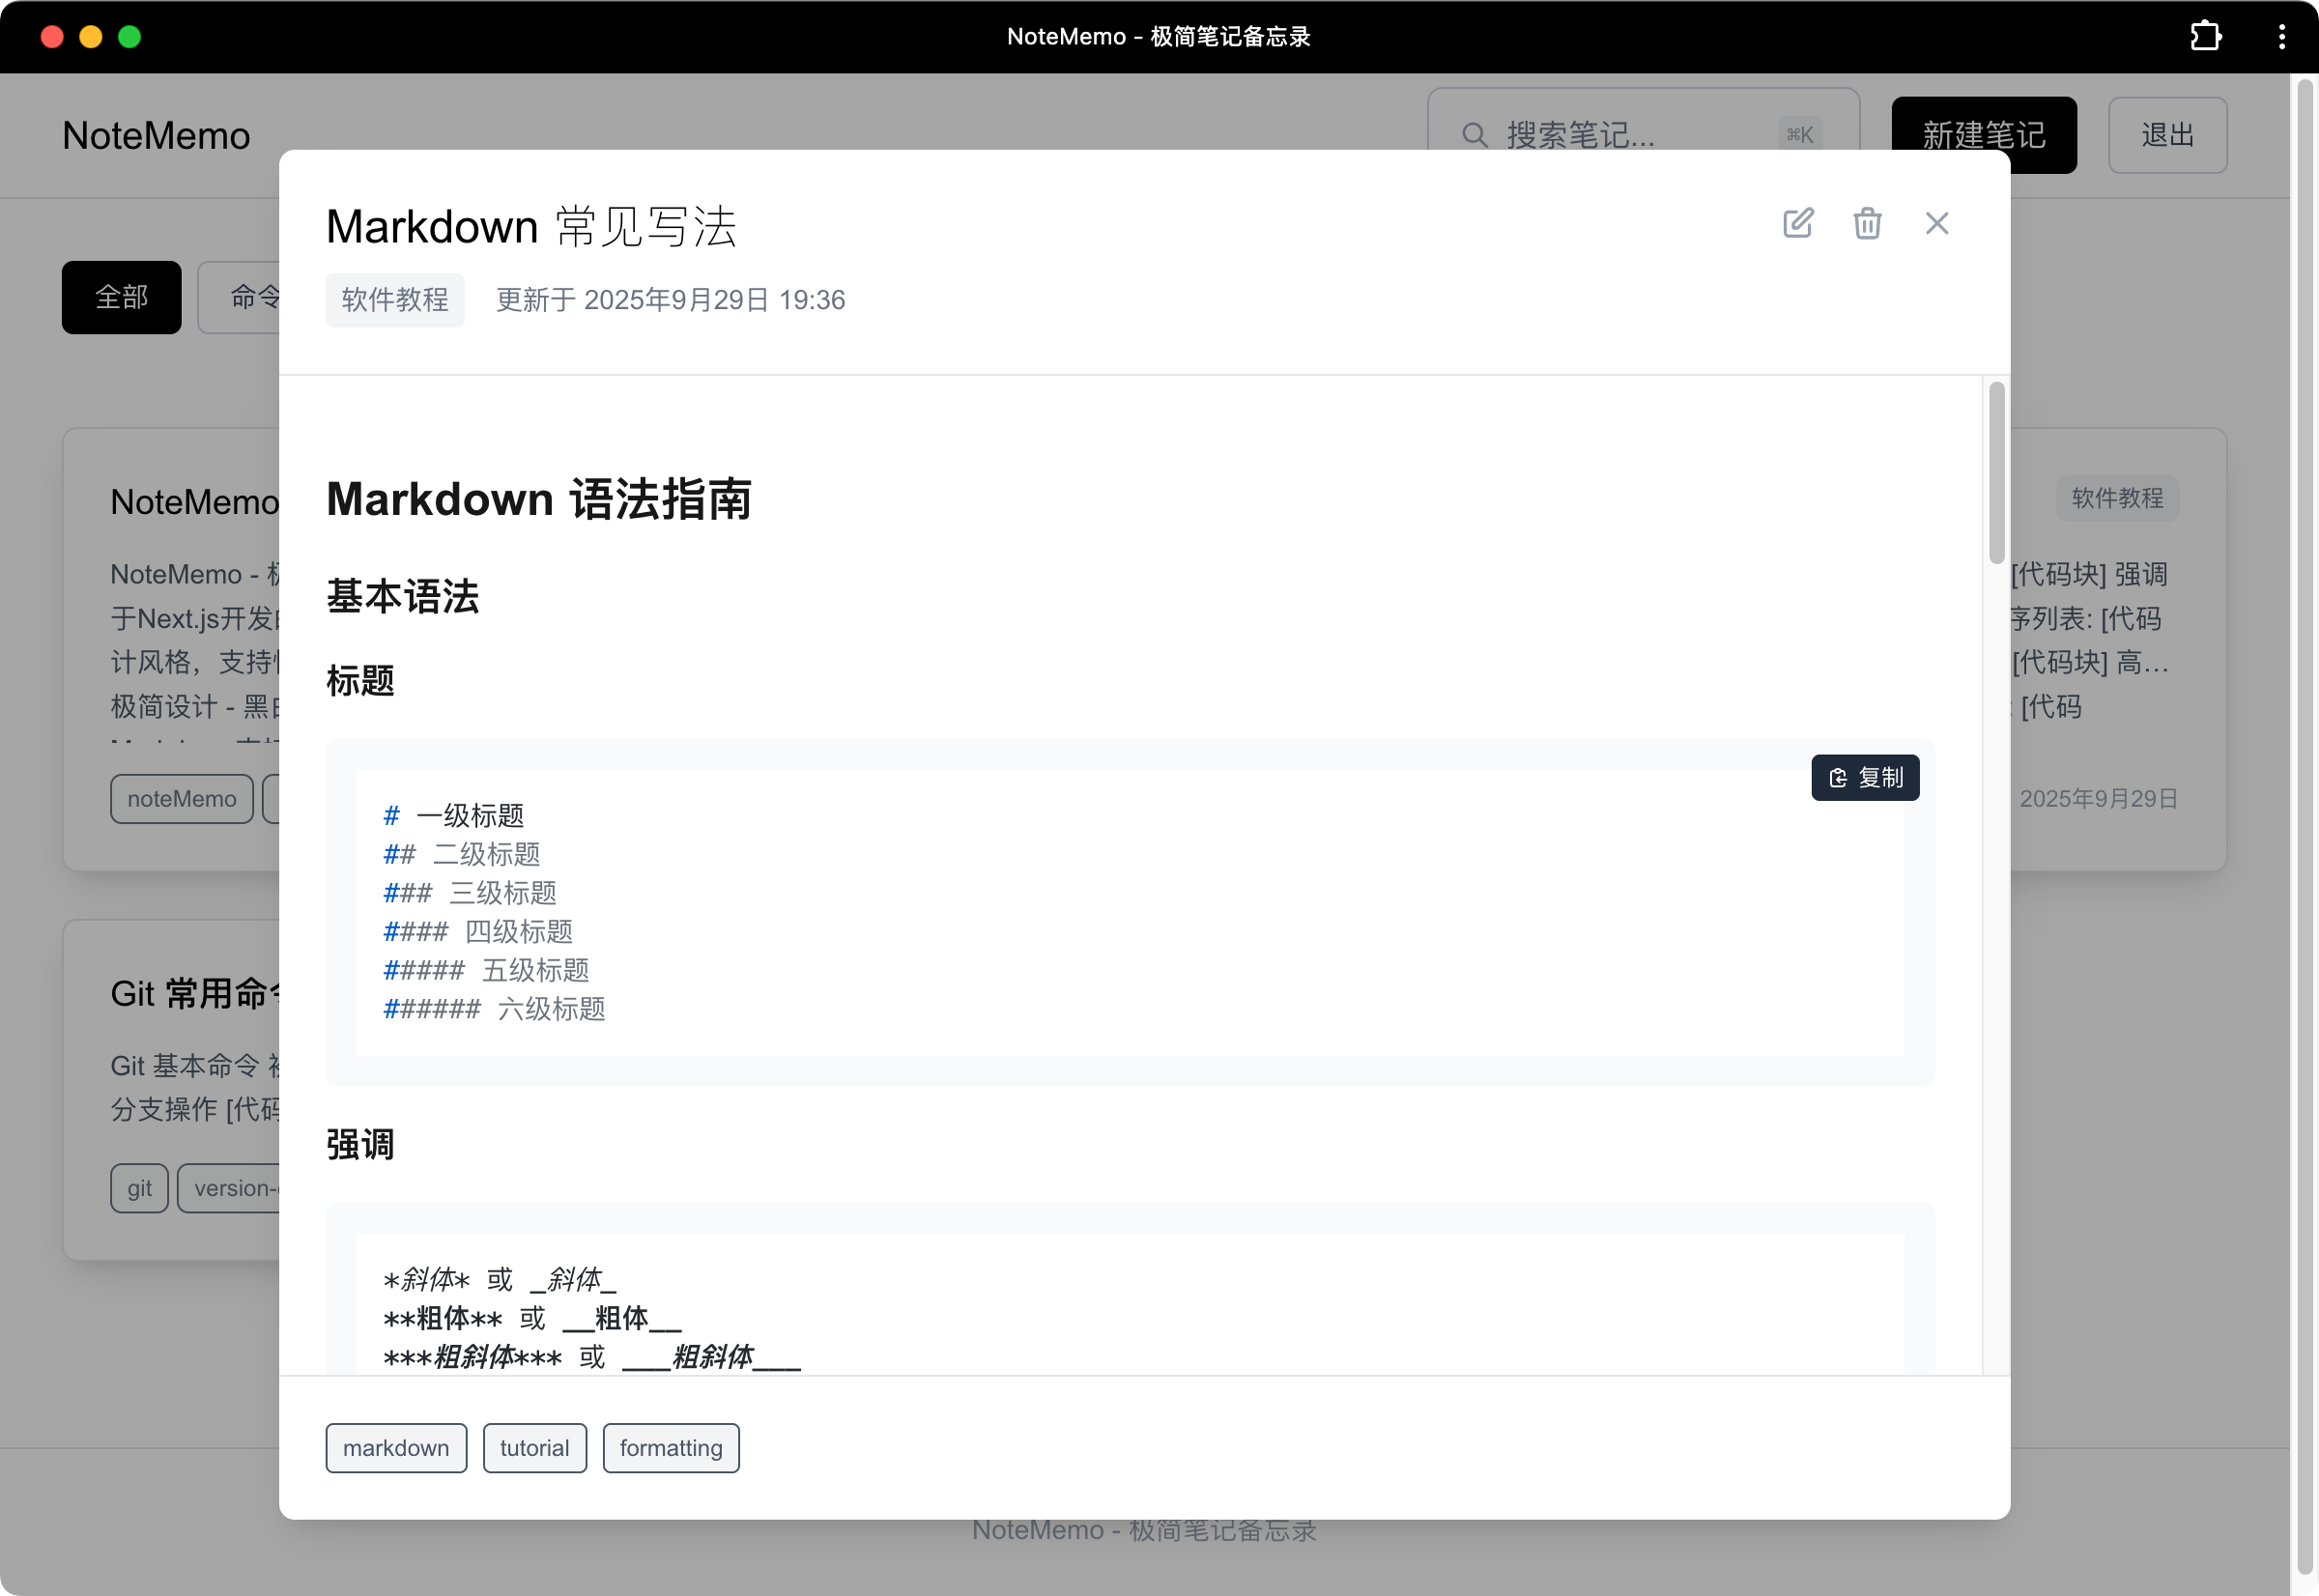 NoteMemo - 极简笔记备忘录
NoteMemo
搜索笔记...
⌘K
新建笔记
退出
全部
命令
Markdown 常见写法
软件教程
更新于 2025年9月29日 19:36
Markdown 语法指南
基本语法
标题
复制
# 一级标题
## 二级标题
### 三级标题
#### 四级标题
##### 五级标题
###### 六级标题
强调
*斜体* 或 _斜体_
**粗体** 或 __粗体__
***粗斜体*** 或 ___粗斜体___
markdown
tutorial
formatting
NoteMemo
NoteMemo -
于Next.js开发
计风格，支持
极简设计 - 黑
noteMemo
软件教程
[代码块] 强调
序列表: [代码
[代码块] 高...
: [代码
2025年9月29日
Git 常用命令
Git 基本命令
分支操作 [代码
git
version-
NoteMemo - 极简笔记备忘录